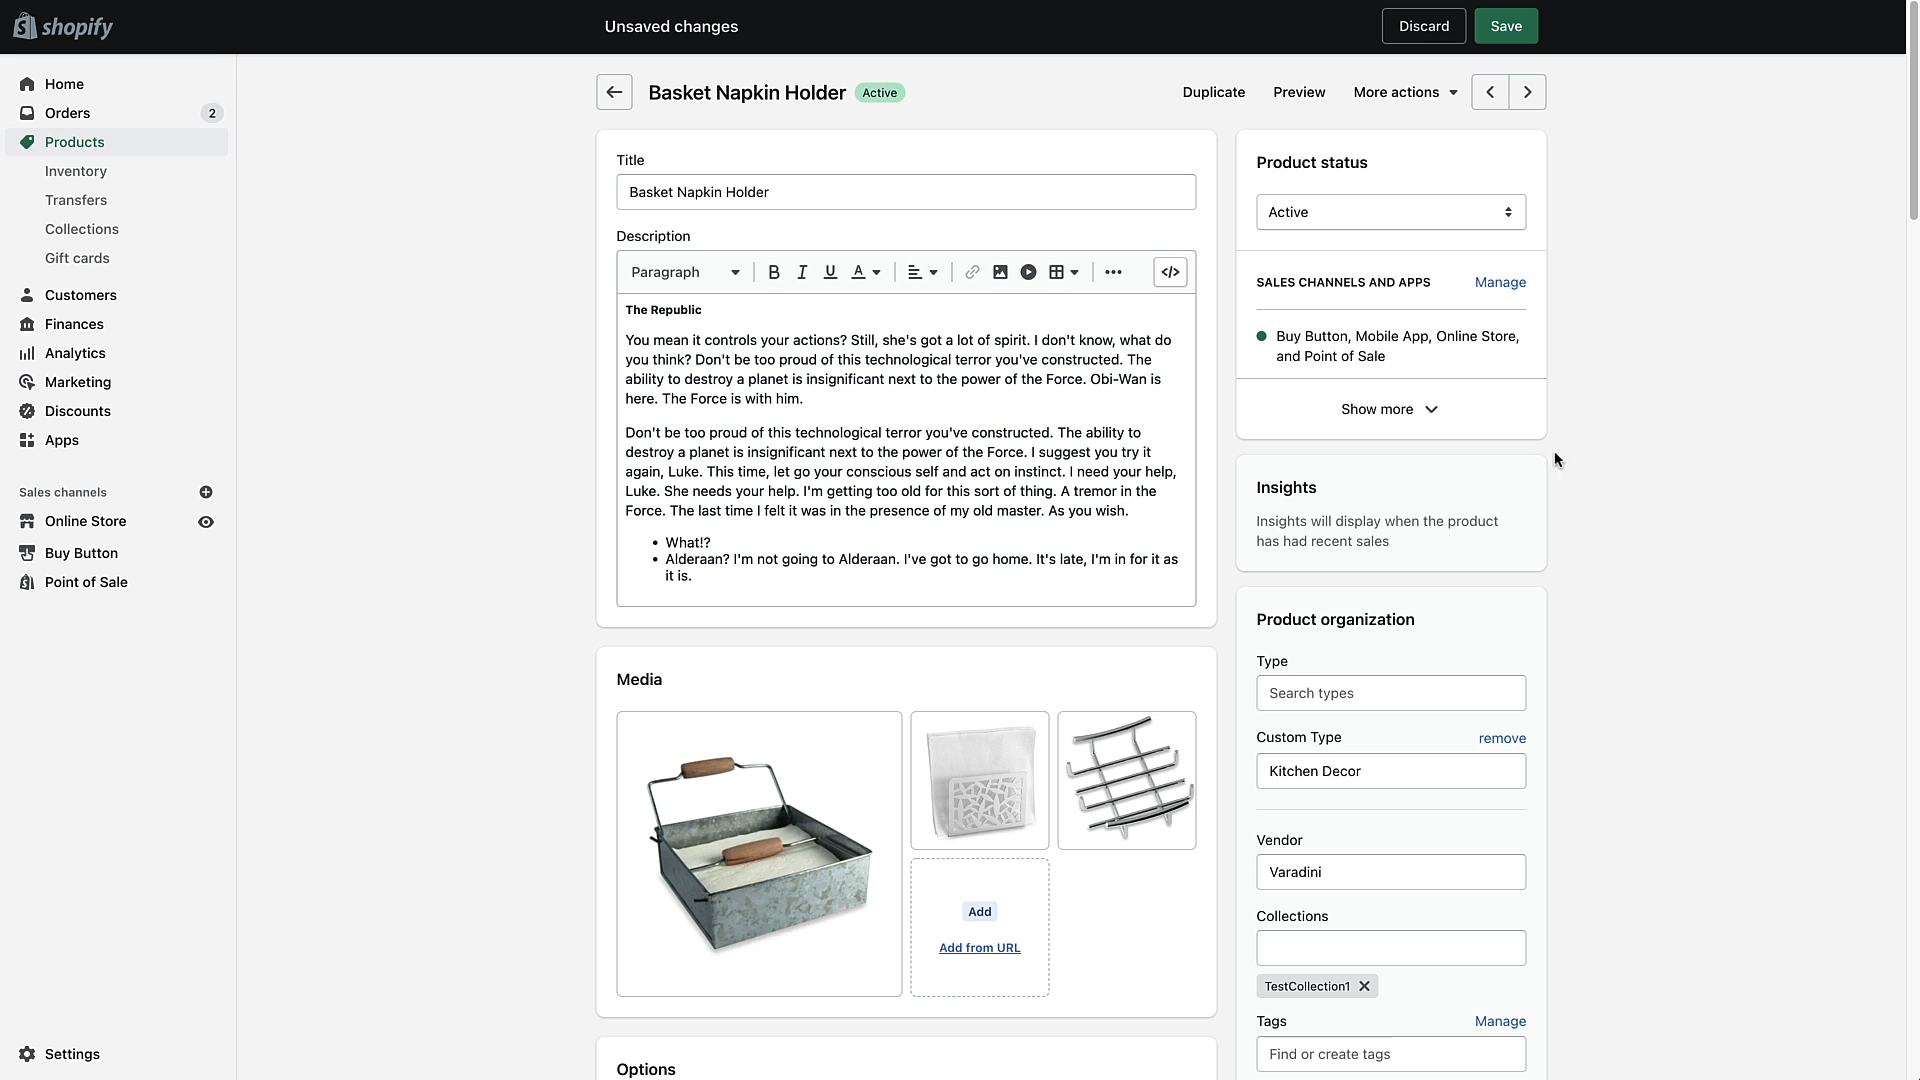 shopify
Unsaved changes
Discard
Save
Home
Orders
2
Products
Inventory
Transfers
Collections
Gift cards
Customers
Finances
Analytics
Marketing
Discounts
Apps
Sales channels
Online Store
Buy Button
Point of Sale
Settings
Basket Napkin Holder
Active
Duplicate
Preview
More actions
Title
Basket Napkin Holder
Description
Paragraph
B I U A </>
The Republic
You mean it controls your actions? Still, she's got a lot of spirit. I don't know, what do
you think? Don't be too proud of this technological terror you've constructed. The
ability to destroy a planet is insignificant next to the power of the Force. Obi-Wan is
here. The Force is with him.
Don't be too proud of this technological terror you've constructed. The ability to
destroy a planet is insignificant next to the power of the Force. I suggest you try it
again, Luke. This time, let go your conscious self and act on instinct. I need your help,
Luke. She needs your help. I'm getting too old for this sort of thing. A tremor in the
Force. The last time I felt it was in the presence of my old master. As you wish.
• What!?
• Alderaan? I'm not going to Alderaan. I've got to go home. It's late, I'm in for it as
it is.
Media
Add
Add from URL
Options
Product status
Active
SALES CHANNELS AND APPS
Manage
Buy Button, Mobile App, Online Store,
and Point of Sale
Show more
Insights
Insights will display when the product
has had recent sales
Product organization
Type
Search types
Custom Type
remove
Kitchen Decor
Vendor
Varadini
Collections
TestCollection1
Tags
Manage
Find or create tags